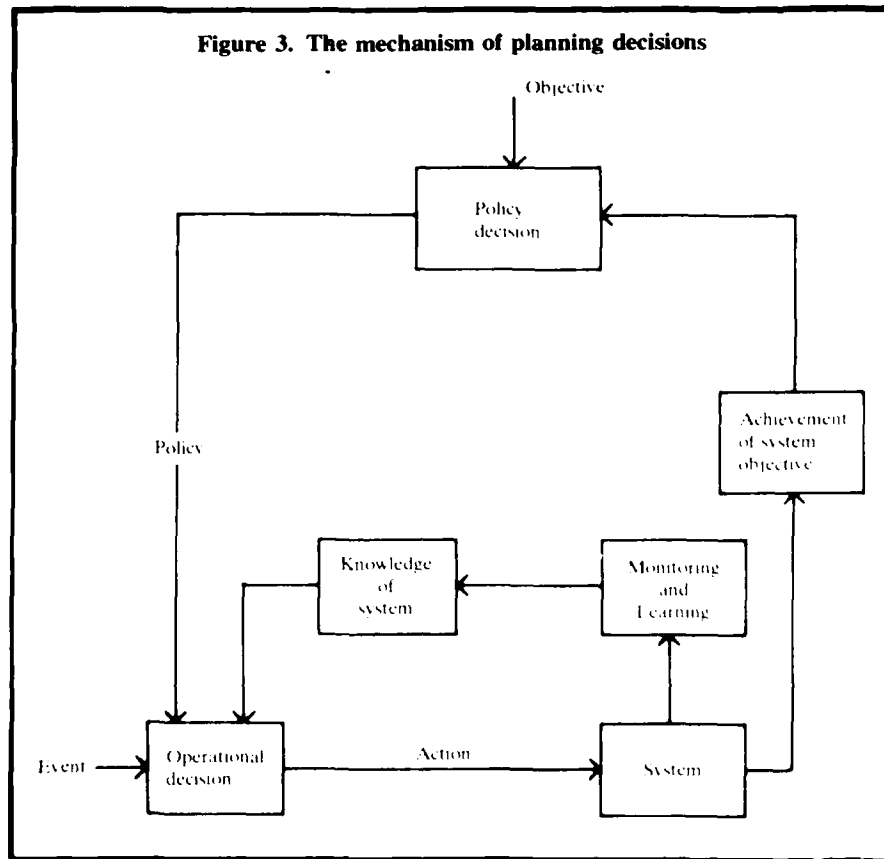 Figure 3. The mechanism of planning decisions
Objective
Policy
decision
Achievement
of system
objective
Policy
Knowledge
of
system
Monitoring
and
Learning
Event
Operational
decision
Action
System